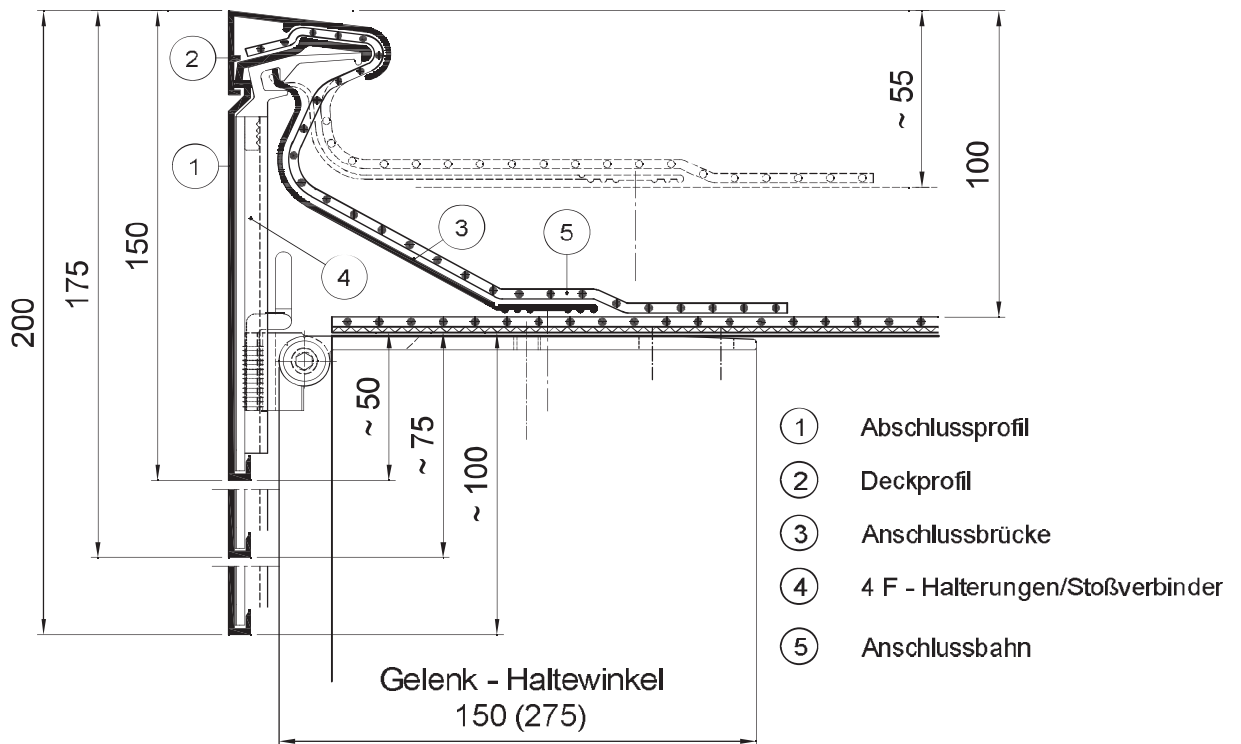 200
175
150
2
1
4
3
5
~ 55
100
~ 50
~ 75
~ 100
1 Abschlussprofil
2 Deckprofil
3 Anschlussbrücke
4 4 F - Halterungen/Stoßverbinder
5 Anschlussbahn
Gelenk - Haltewinkel
150 (275)